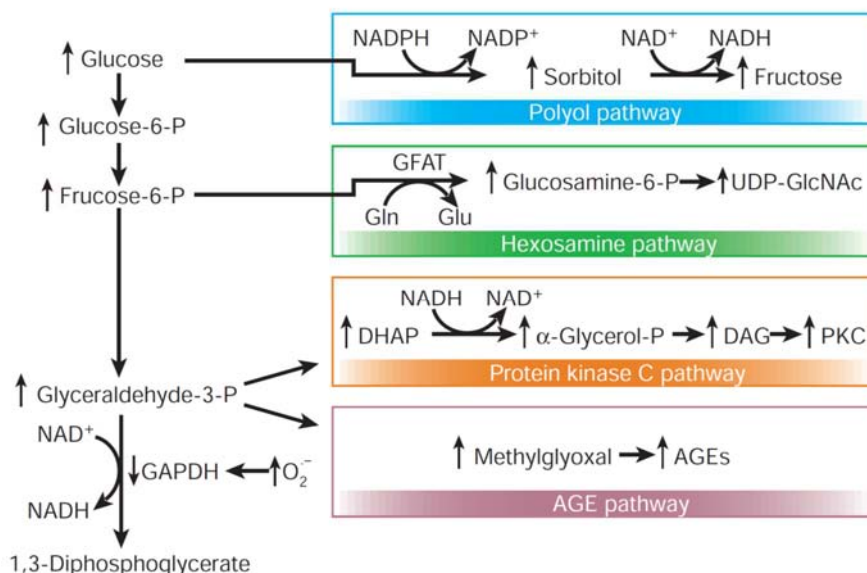 ↑ Glucose
↑ Glucose-6-P
↑ Frucose-6-P
↑ Glyceraldehyde-3-P
NAD⁺
↓ GAPDH ← ↑ O₂·⁻
NADH
1,3-Diphosphoglycerate
NADPH NADP⁺ NAD⁺ NADH
↑ Sorbitol → ↑ Fructose
Polyol pathway
GFAT
↑ Glucosamine-6-P → ↑ UDP-GlcNAc
Gln Glu
Hexosamine pathway
NADH NAD⁺
↑ DHAP → ↑ α-Glycerol-P → ↑ DAG → ↑ PKC
Protein kinase C pathway
↑ Methylglyoxal → ↑ AGEs
AGE pathway